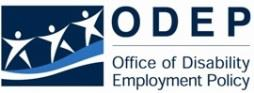 ODEP
Office of Disability
Employment Policy